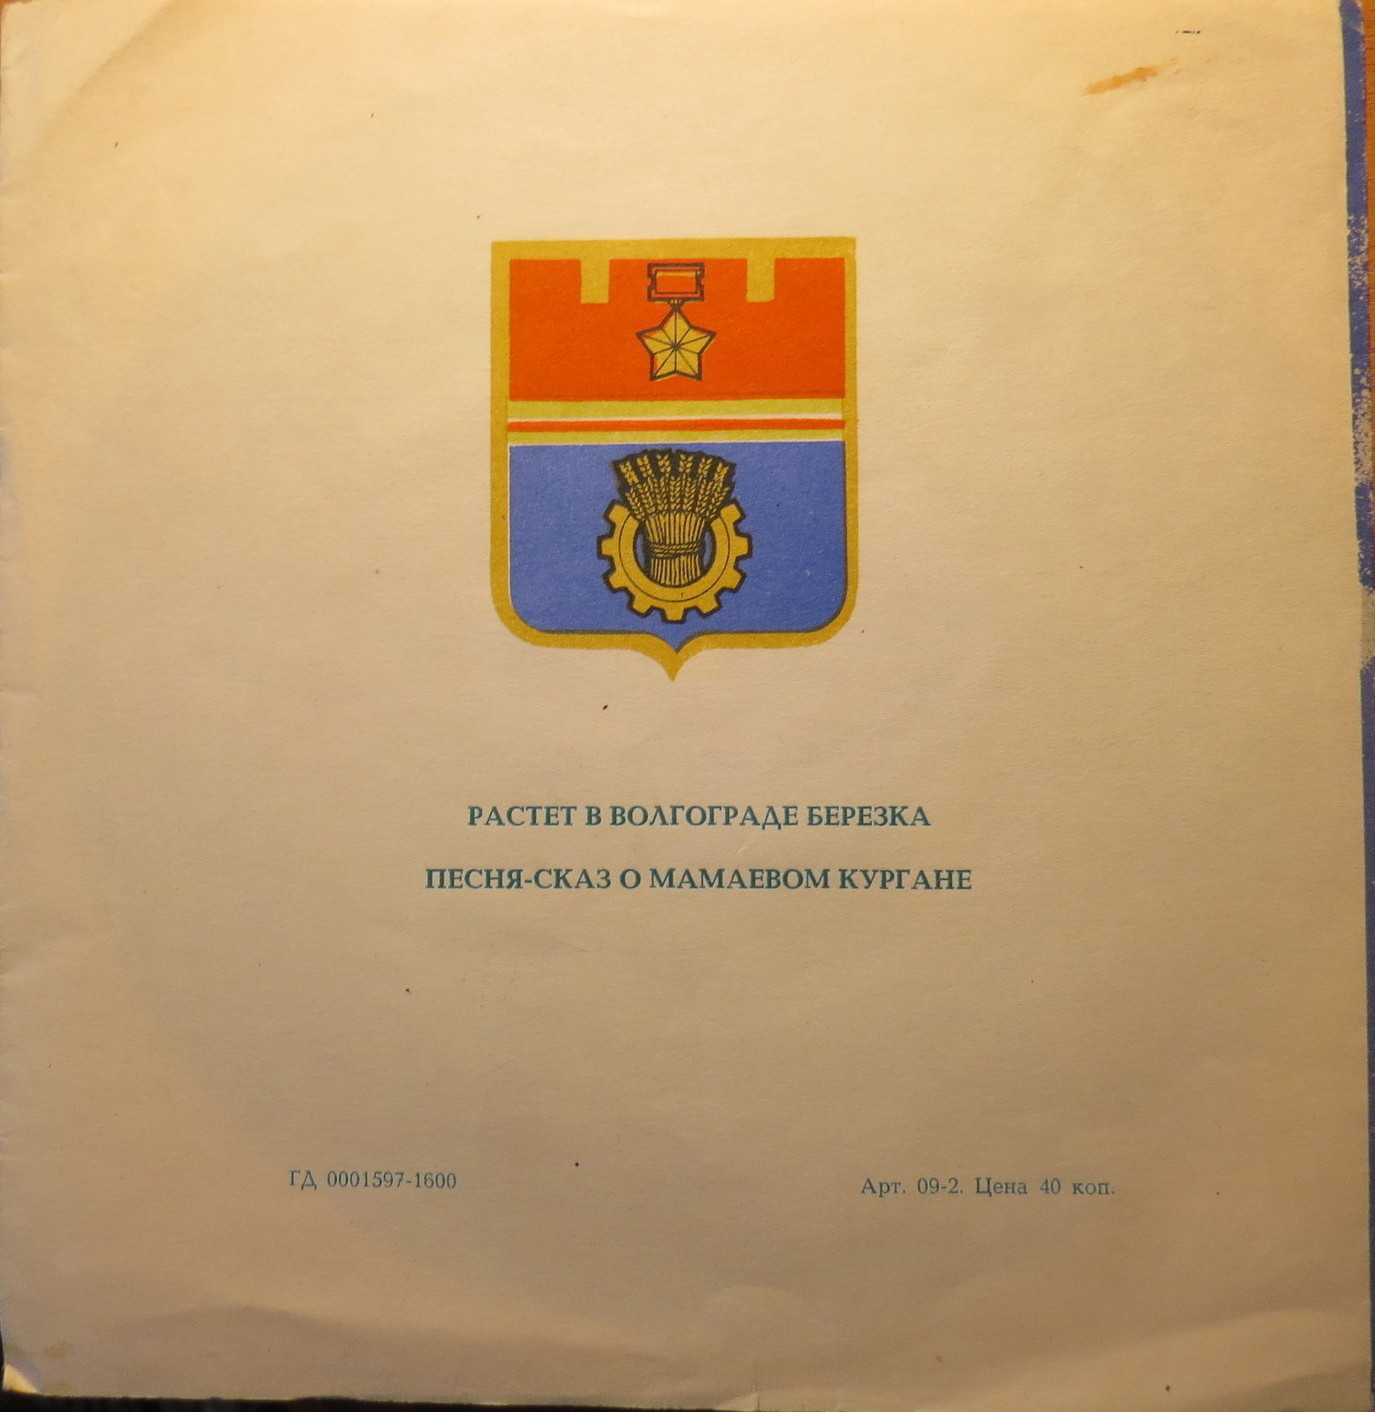 РАСТЕТ В ВОЛГОГРАДЕ БЕРЕЗКА
ПЕСНЯ-СКАЗ О МАМАЕВОМ КУРГАНЕ
ГД 0001597-1600
Арт. 09-2. Цена 40 коп.